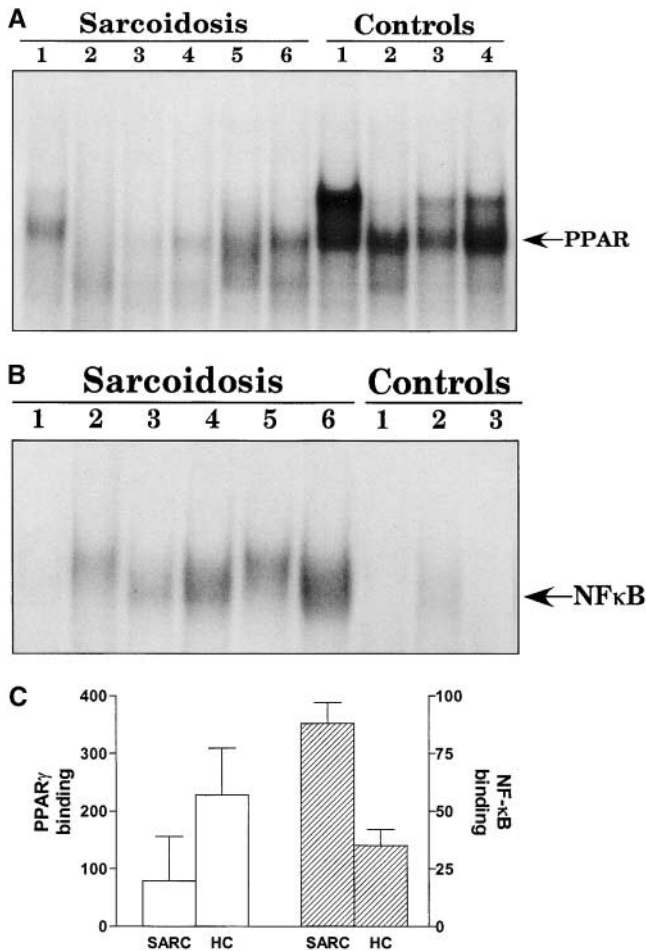 A
Sarcoidosis Controls
1 2 3 4 5 6 1 2 3 4
PPAR
B
Sarcoidosis Controls
1 2 3 4 5 6 1 2 3
NFκB
C
400 100
300 75
200 50
100 25
0 0
PPARγ
binding
NF-κB
binding
SARC HC SARC HC